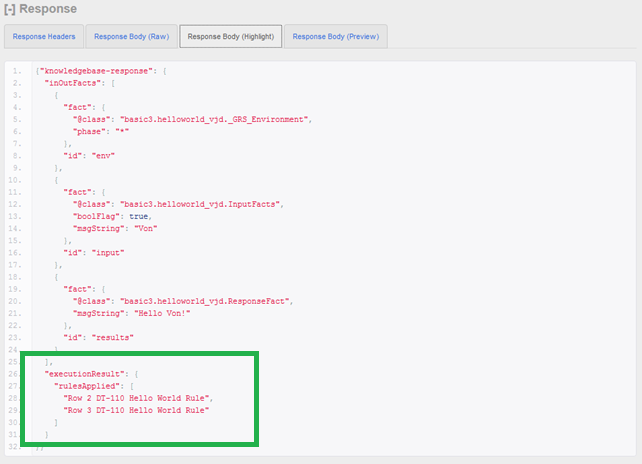 [-] Response
Response Headers
Response Body (Raw)
Response Body (Highlight)
Response Body (Preview)
1. {"knowledgebase-response": {
2. "inOutFacts": [
3. {
4. "fact": {
5. "@class": "basic3.helloworld_vjd._GRS_Environment",
6. "phase": "*"
7. },
8. "id": "env"
9. },
10. {
11. "fact": {
12. "@class": "basic3.helloworld_vjd.InputFacts",
13. "boolFlag": true,
14. "msgString": "Von"
15. },
16. "id": "input"
17. },
18. {
19. "fact": {
20. "@class": "basic3.helloworld_vjd.ResponseFact",
21. "msgString": "Hello Von!"
22. },
23. "id": "results"
24. }
25. ],
26. "executionResult": {
27. "rulesApplied": [
28. "Row 2 DT-110 Hello World Rule",
29. "Row 3 DT-110 Hello World Rule"
30. ]
31. }
32. }}